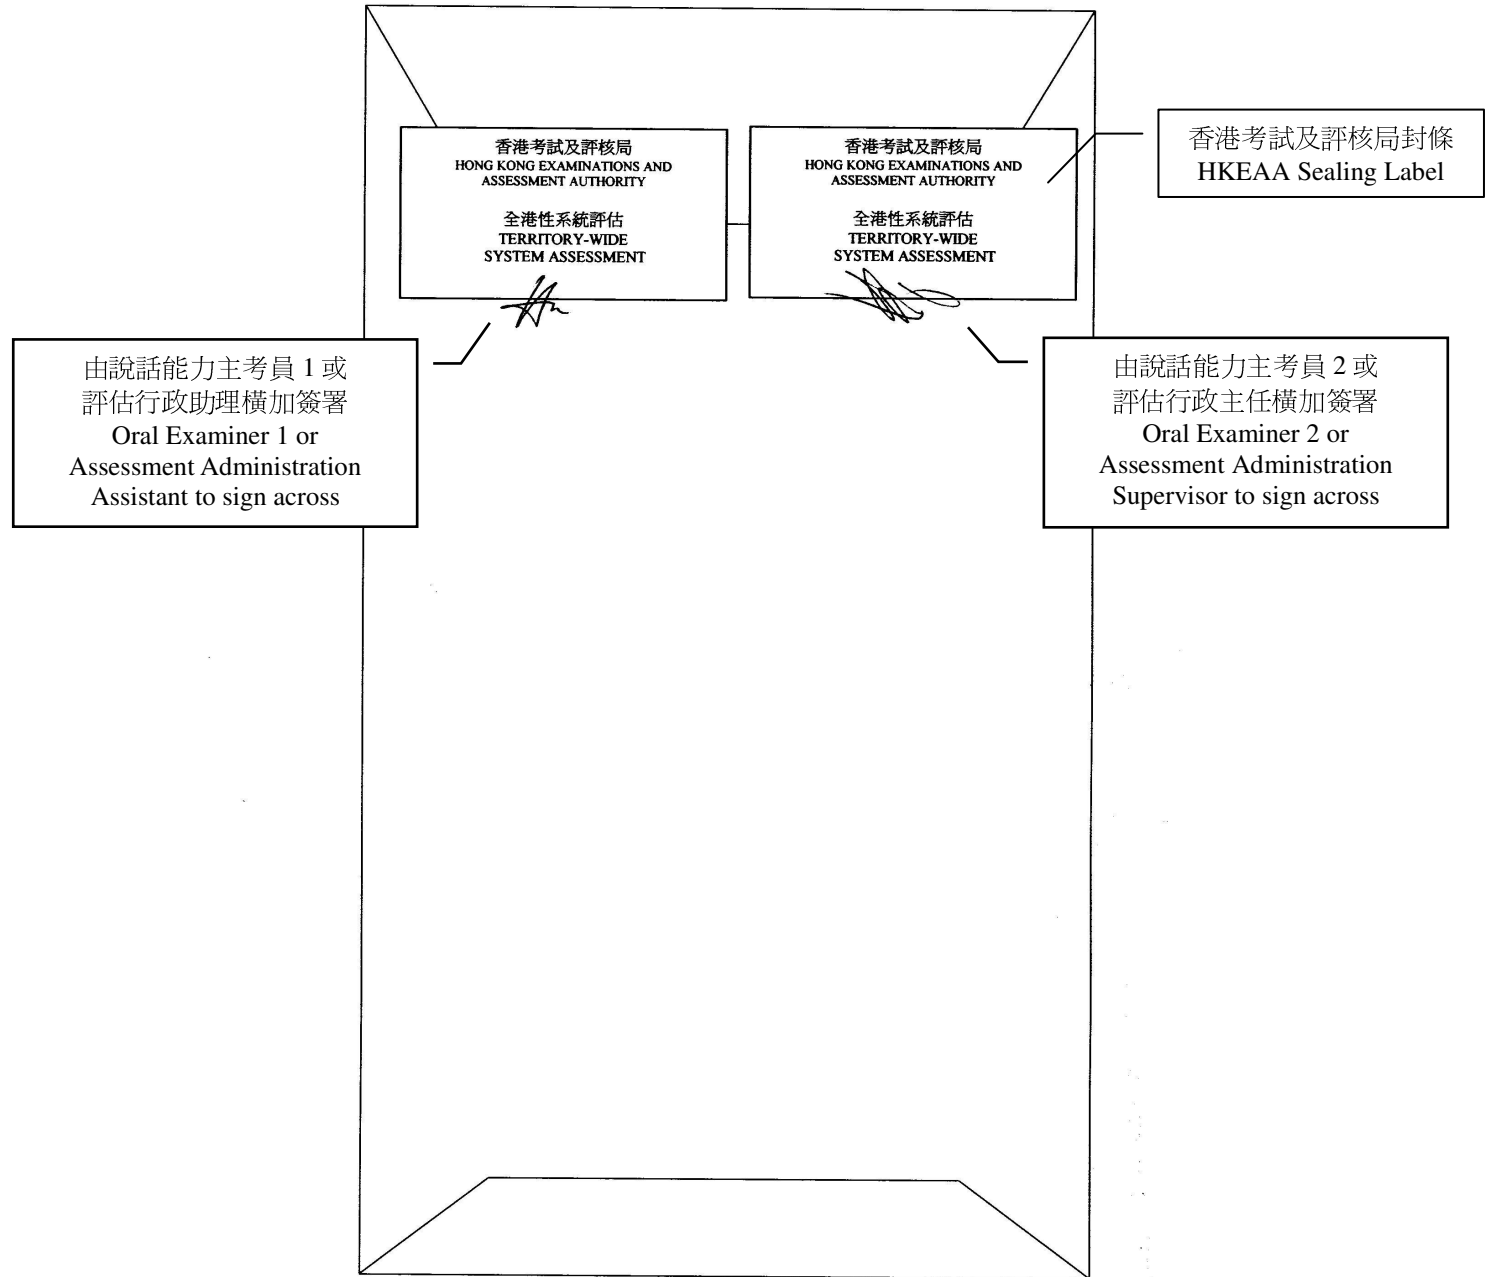 香港考試及評核局
HONG KONG EXAMINATIONS AND
ASSESSMENT AUTHORITY
全港性系統評估
TERRITORY-WIDE
SYSTEM ASSESSMENT
香港考試及評核局
HONG KONG EXAMINATIONS AND
ASSESSMENT AUTHORITY
全港性系統評估
TERRITORY-WIDE
SYSTEM ASSESSMENT
香港考試及評核局封條
HKEAA Sealing Label
由說話能力主考員 1 或
評估行政助理橫加簽署
Oral Examiner 1 or
Assessment Administration
Assistant to sign across
由說話能力主考員 2 或
評估行政主任橫加簽署
Oral Examiner 2 or
Assessment Administration
Supervisor to sign across